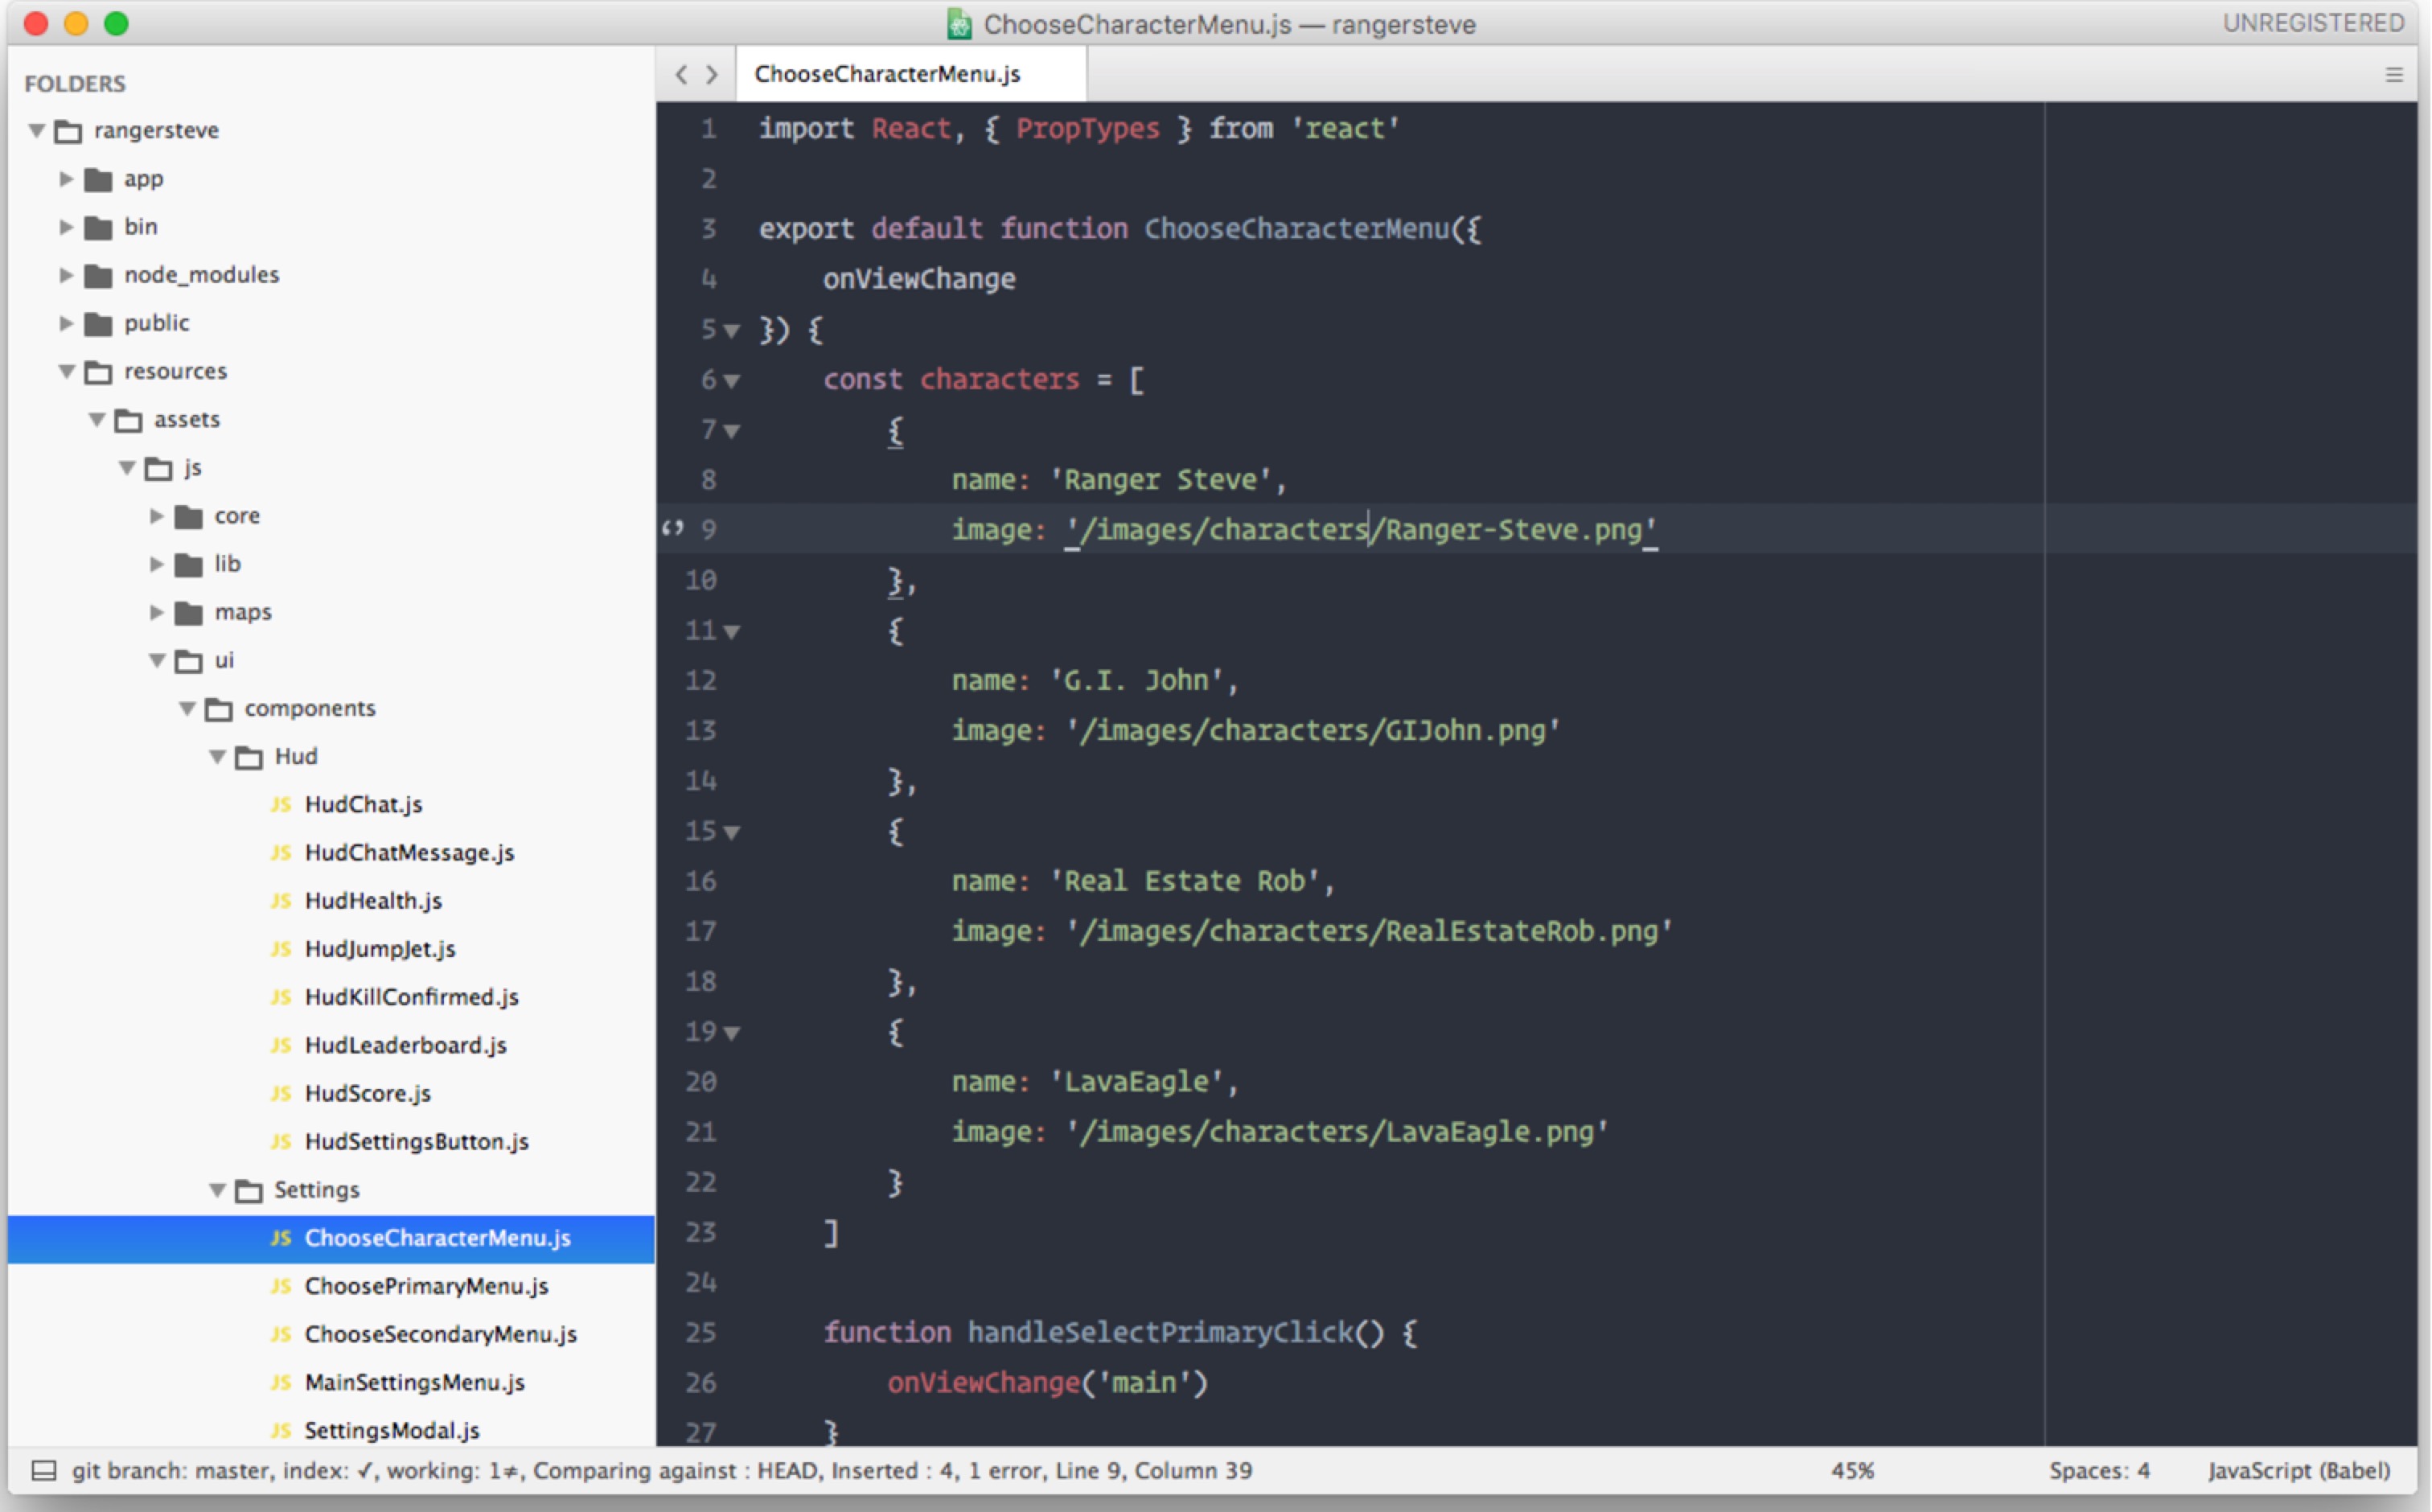 ChooseCharacterMenu.js — rangersteve
UNREGISTERED
FOLDERS
rangersteve
app
bin
node_modules
public
resources
assets
js
core
lib
maps
ui
components
Hud
JS HudChat.js
JS HudChatMessage.js
JS HudHealth.js
JS HudJumpJet.js
JS HudKillConfirmed.js
JS HudLeaderboard.js
JS HudScore.js
JS HudSettingsButton.js
Settings
JS ChooseCharacterMenu.js
JS ChoosePrimaryMenu.js
JS ChooseSecondaryMenu.js
JS MainSettingsMenu.js
JS SettingsModal.js
ChooseCharacterMenu.js
1 import React, { PropTypes } from 'react'
2
3 export default function ChooseCharacterMenu({
4 onViewChange
5 }) {
6 const characters = [
7 {
8 name: 'Ranger Steve',
9 image: '/images/characters/Ranger-Steve.png'
10 },
11 {
12 name: 'G.I. John',
13 image: '/images/characters/GIJohn.png'
14 },
15 {
16 name: 'Real Estate Rob',
17 image: '/images/characters/RealEstateRob.png'
18 },
19 {
20 name: 'LavaEagle',
21 image: '/images/characters/LavaEagle.png'
22 }
23 ]
24
25 function handleSelectPrimaryClick() {
26 onViewChange('main')
27 }
git branch: master, index: ✓, working: 1≠, Comparing against : HEAD, Inserted : 4, 1 error, Line 9, Column 39
45%
Spaces: 4
JavaScript (Babel)